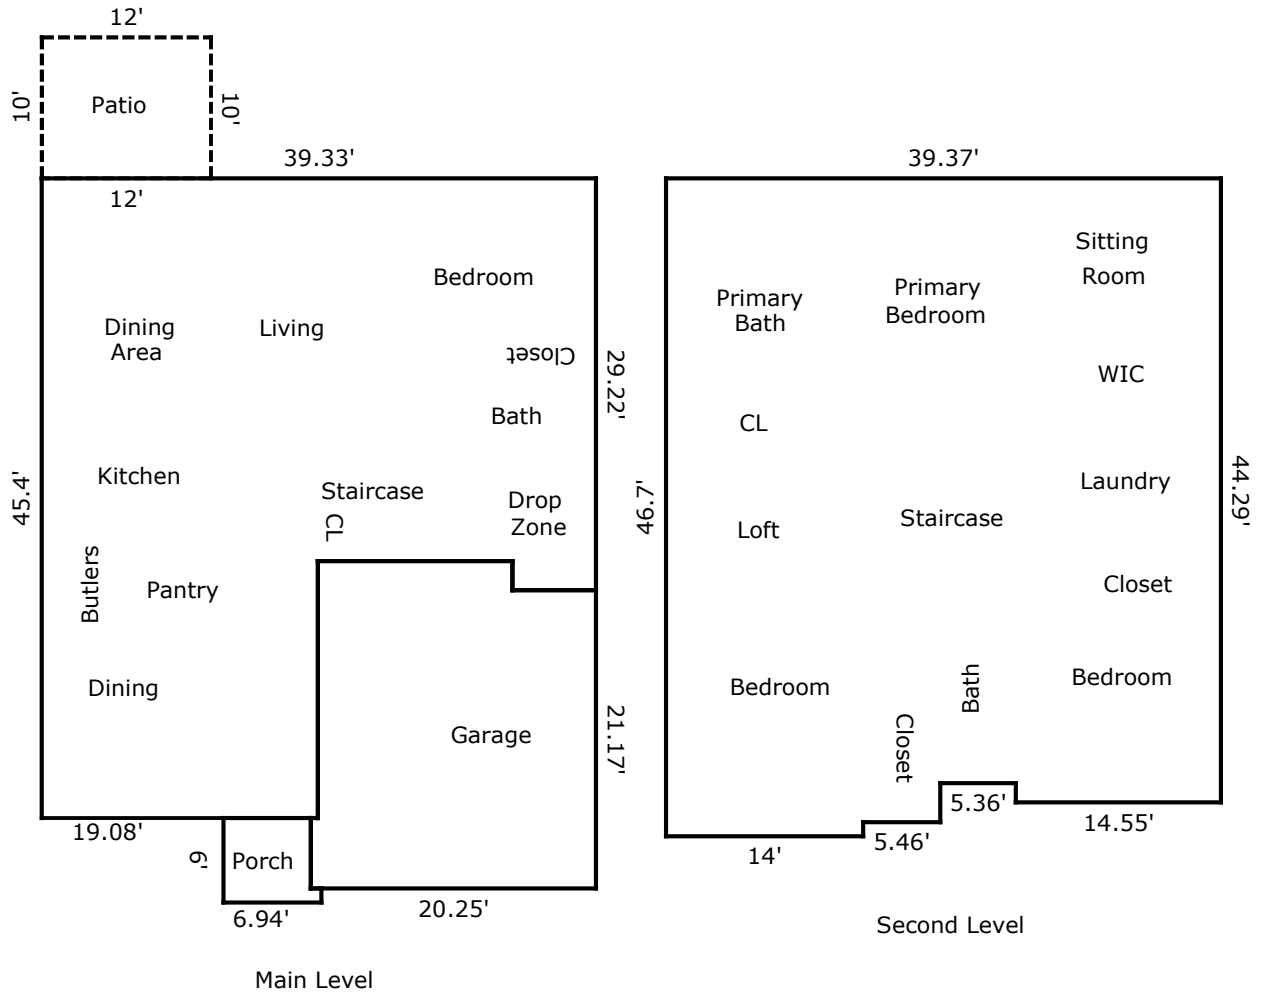 12'
10'
Patio
10'
12'
39.33'
Bedroom
Dining
Area
Living
Closet
29.22'
Bath
45.4'
Kitchen
Staircase
CL
Drop
Zone
Butlers
Pantry
Dining
Garage
21.17'
19.08'
6'
Porch
6.94'
20.25'
Main Level
39.37'
Sitting
Room
Primary
Bath
Primary
Bedroom
WIC
CL
46.7'
Laundry
44.29'
Loft
Staircase
Closet
Bedroom
Bath
Bedroom
Closet
14'
5.46'
5.36'
14.55'
Second Level